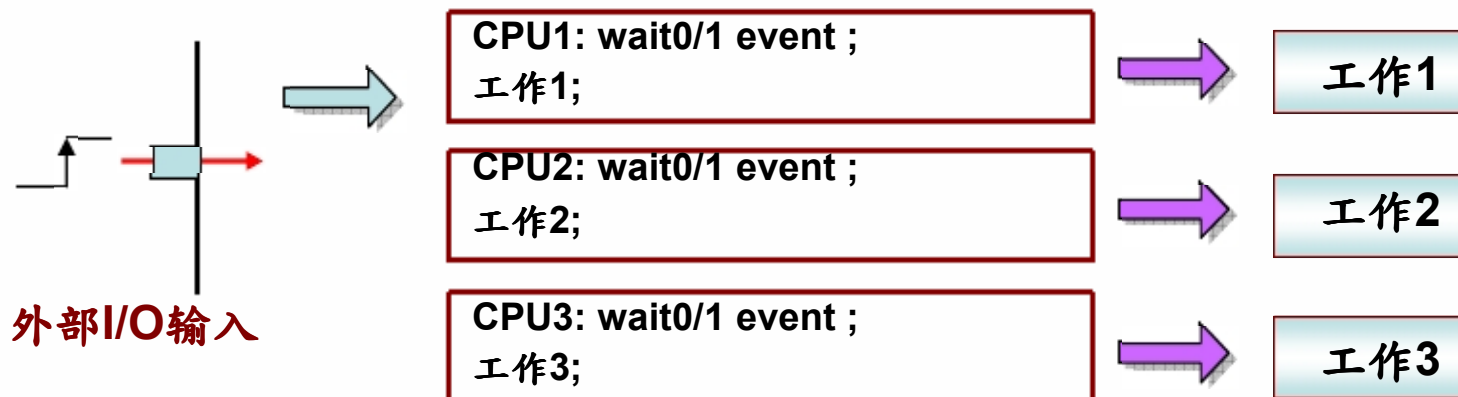 CPU1: wait0/1 event ;
工作1;
工作1
CPU2: wait0/1 event ;
工作2;
工作2
外部I/O输入
CPU3: wait0/1 event ;
工作3;
工作3